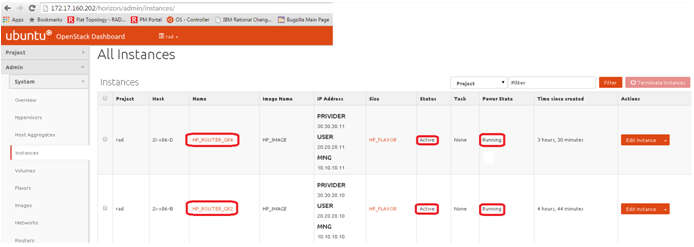 172.17.160.202/horizon/admin/instances/
Apps Bookmarks Flat Topology - RAD... PM Portal OS - Controller IBM Rational Chan... Bugzilla Main Page
ubuntu OpenStack Dashboard rad
Project
Admin
System
Overview
Hypervisors
Host Aggregates
Instances
Volumes
Flavors
Images
Networks
Routers
All Instances
Instances
Project Filter Filter Terminate Instances
Project Host Name Image Name IP Address Size Status Task Power State Time since created Actions
rad 2i-x86-D HP_ROUTER_GR4 HP_IMAGE
PRIVIDER
30.30.30.11
USER
20.20.20.11
MNG
10.10.10.11
HP_FLAVOR Active None Running 3 hours, 30 minutes Edit Instance
rad 2i-x86-B HP_ROUTER_GR2 HP_IMAGE
PRIVIDER
30.30.30.10
USER
20.20.20.10
MNG
10.10.10.10
HP_FLAVOR Active None Running 4 hours, 44 minutes Edit Instance